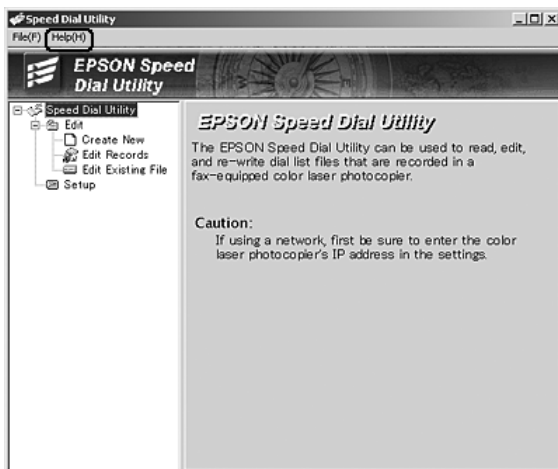 Speed Dial Utility
File(F) Help(H)
EPSON Speed
Dial Utility
Speed Dial Utility
Edit
Create New
Edit Records
Edit Existing File
Setup
EPSON Speed Dial Utility
The EPSON Speed Dial Utility can be used to read, edit,
and re-write dial list files that are recorded in a
fax-equipped color laser photocopier.
Caution:
If using a network, first be sure to enter the color
laser photocopier's IP address in the settings.